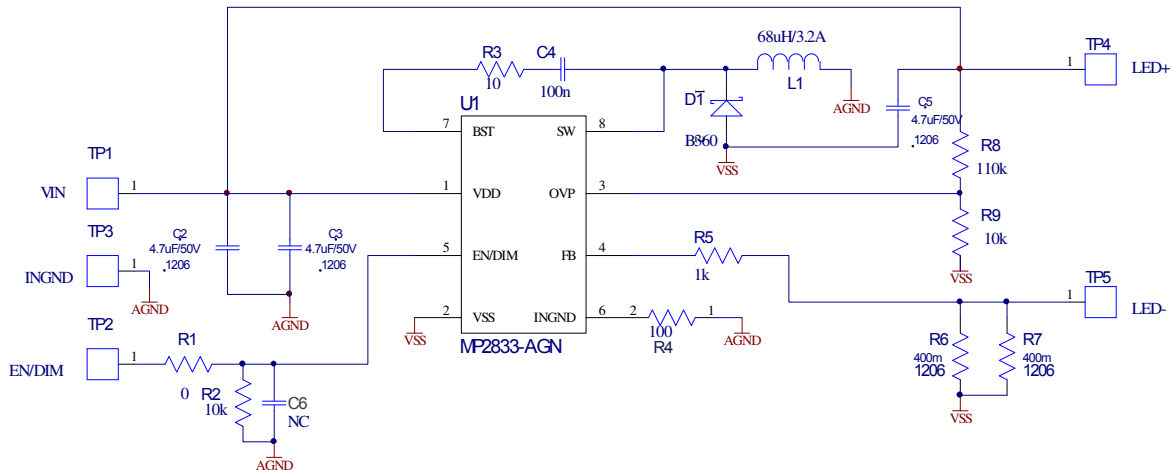 68uH/3.2A
TP4
R3
C4
1
LED+
10
100n
L1
AGND
C5
4.7uF/50V
.1206
U1
D1
B360
VSS
7
BST
SW
8
R8
110k
TP1
VIN
1
1
VDD
OVP
3
TP3
C2
4.7uF/50V
.1206
C3
4.7uF/50V
.1206
R9
10k
INGND
1
AGND
5
EN/DIM
FB
4
R5
1k
VSS
TP5
1
LED-
AGND
TP2
VSS
2
VSS
INGND
6
2
100
R4
1
AGND
MP2833-AGN
R1
EN/DIM
1
0
R2
10k
C6
NC
AGND
R6
400m
1206
R7
400m
1206
VSS